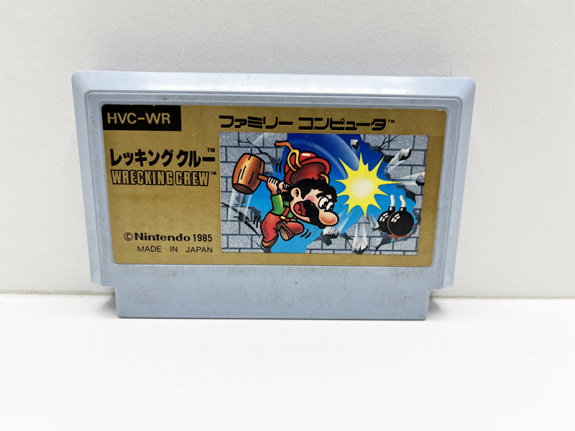 HVC-WR
ファミリー コンピュータ™
レッキングクルー™
WRECKING CREW™
©Nintendo 1985
MADE IN JAPAN